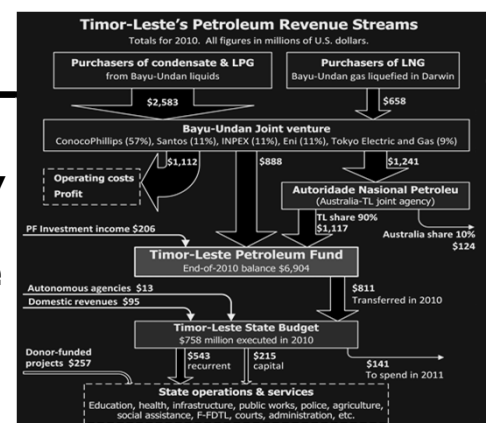 Timor-Leste's Petroleum Revenue Streams
Totals for 2010. All figures in millions of U.S. dollars.
Purchasers of condensate & LPG
from Bayu-Undan liquids
Purchasers of LNG
Bayu-Undan gas liquefied in Darwin
$2,583
$658
Bayu-Undan Joint venture
ConocoPhillips (57%), Santos (11%), INPEX (11%), Eni (11%), Tokyo Electric and Gas (9%)
$1,112
$888
$1,241
Operating costs
Profit
Autoridade Nasional Petroleu
(Australia-TL joint agency)
TL share 90%
$1,117
Australia share 10%
$124
PF Investment income $206
Timor-Leste Petroleum Fund
End-of-2010 balance $6,904
$811
Transferred in 2010
Autonomous agencies $13
Domestic revenues $95
Timor-Leste State Budget
$758 million executed in 2010
$543
recurrent
$215
capital
$141
To spend in 2011
Donor-funded
projects $257
State operations & services
Education, health, infrastructure, public works, police, agriculture,
social assistance, F-FDTL, courts, administration, etc.